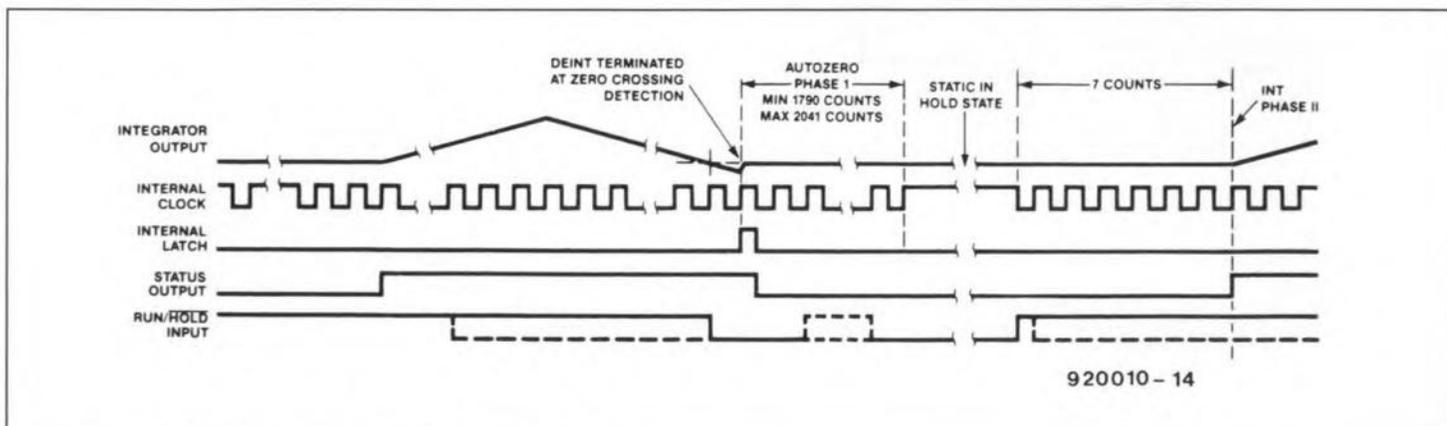 DEINT TERMINATED
AT ZERO CROSSING
DETECTION
AUTOZERO
PHASE 1
MIN 1790 COUNTS
MAX 2041 COUNTS
STATIC IN
HOLD STATE
7 COUNTS
INT
PHASE II
INTEGRATOR
OUTPUT
INTERNAL
CLOCK
INTERNAL
LATCH
STATUS
OUTPUT
RUN/HOLD
INPUT
920010-14